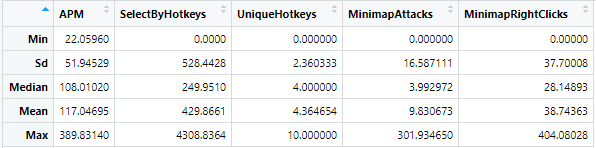 APM SelectByHotkeys UniqueHotkeys MinimapAttacks MinimapRightClicks
Min 22.05960 0.0000 0.000000 0.000000 0.00000
Sd 51.94529 528.4428 2.360333 16.587111 37.70008
Median 108.01020 249.9510 4.000000 3.992972 28.14893
Mean 117.04695 429.8661 4.364654 9.830673 38.74363
Max 389.83140 4308.8364 10.000000 301.934650 404.08028